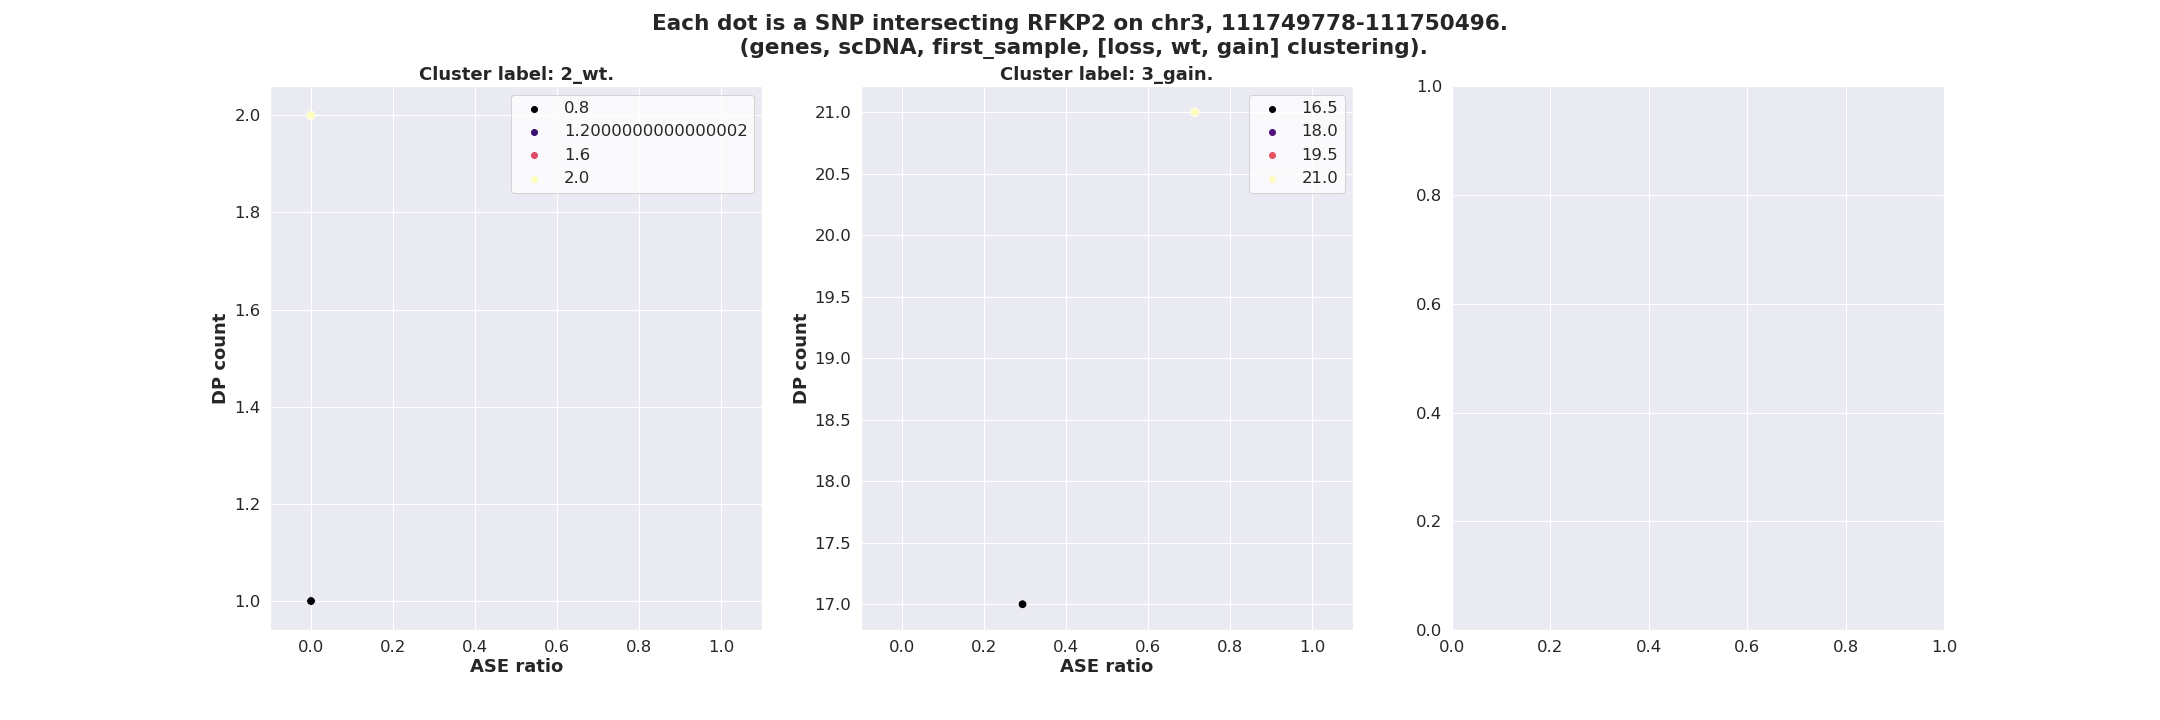 Each dot is a SNP intersecting RFKP2 on chr3, 111749778-111750496.
(genes, scDNA, first_sample, [loss, wt, gain] clustering).
Cluster label: 2_wt.
2.0
1.8
1.6
1.4
1.2
1.0
DP count
0.8
1.2000000000000002
1.6
2.0
0.0 0.2 0.4 0.6 0.8 1.0
ASE ratio
Cluster label: 3_gain.
21.0
20.5
20.0
19.5
19.0
18.5
18.0
17.5
17.0
DP count
16.5
18.0
19.5
21.0
0.0 0.2 0.4 0.6 0.8 1.0
ASE ratio
1.0
0.8
0.6
0.4
0.2
0.0
0.0 0.2 0.4 0.6 0.8 1.0